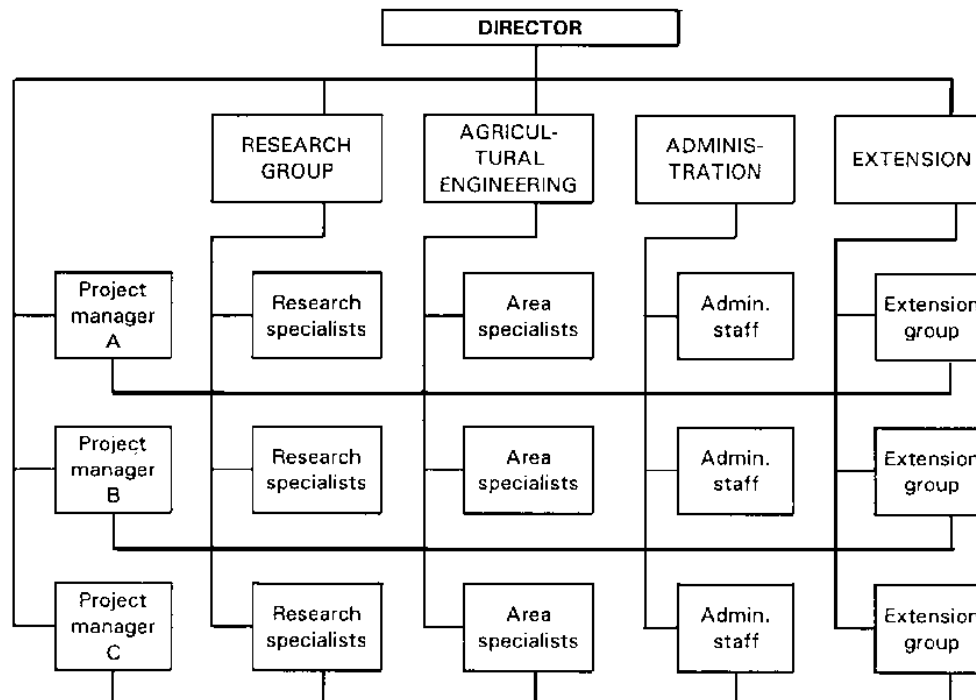 DIRECTOR
RESEARCH
GROUP
AGRICUL-
TURAL
ENGINEERING
ADMINIS-
TRATION
EXTENSION
Project
manager
A
Research
specialists
Area
specialists
Admin.
staff
Extension
group
Project
manager
B
Research
specialists
Area
specialists
Admin.
staff
Extension
group
Project
manager
C
Research
specialists
Area
specialists
Admin.
staff
Extension
group